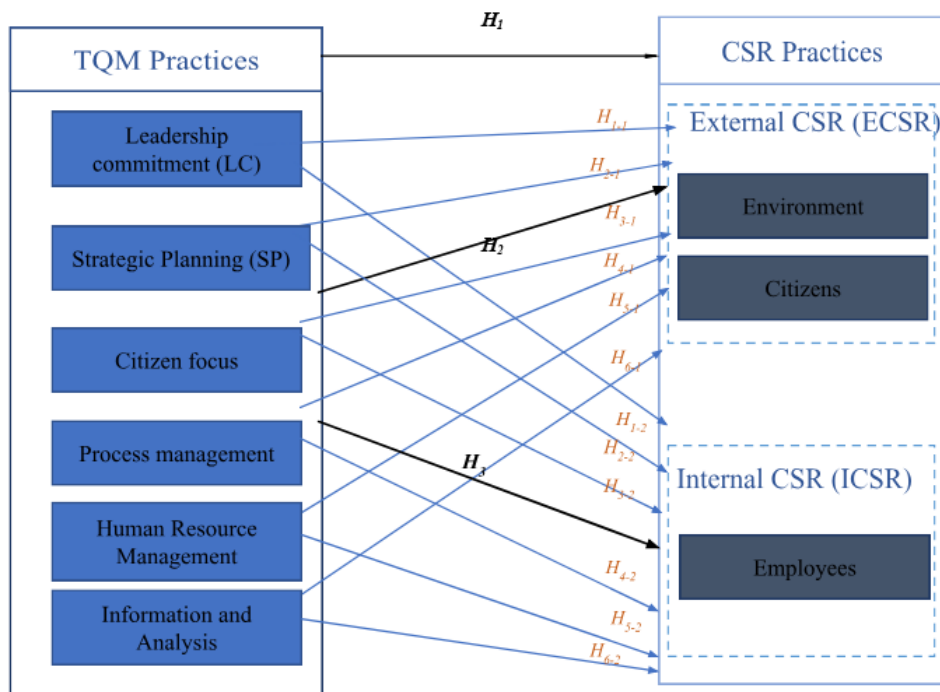 H1
TQM Practices
CSR Practices
Leadership
commitment (LC)
Strategic Planning (SP)
Citizen focus
Process management
Human Resource
Management
Information and
Analysis
H1-1
H2-1
H3-1
H2
H4-1
H5-1
H6-1
H1-2
H2-2
H3
H3-2
H4-2
H5-2
H6-2
External CSR (ECSR)
Environment
Citizens
Internal CSR (ICSR)
Employees